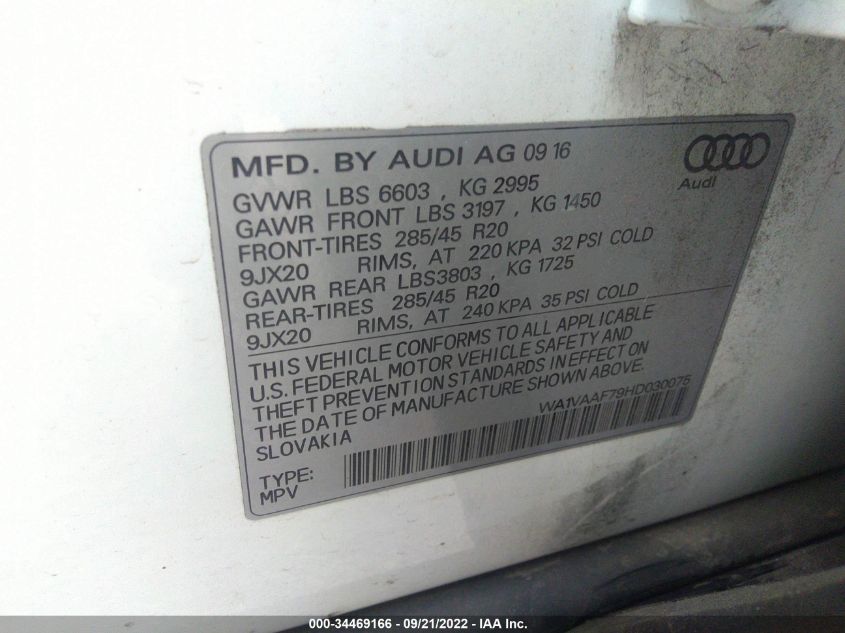 MFD. BY AUDI AG 09 16
Audi
GVWR LBS 6603 , KG 2995
GAWR FRONT LBS 3197 , KG 1450
FRONT-TIRES 285/45 R20
9JX20 RIMS, AT 220 KPA 32 PSI COLD
GAWR REAR LBS3803 , KG 1725
REAR-TIRES 285/45 R20
9JX20 RIMS, AT 240 KPA 35 PSI COLD
THIS VEHICLE CONFORMS TO ALL APPLICABLE
U.S. FEDERAL MOTOR VEHICLE SAFETY AND
THEFT PREVENTION STANDARDS IN EFFECT ON
THE DATE OF MANUFACTURE SHOWN ABOVE.
SLOVAKIA
WA1VAAF79HD030075
TYPE:
MPV
000-34469166 - 09/21/2022 - IAA Inc.